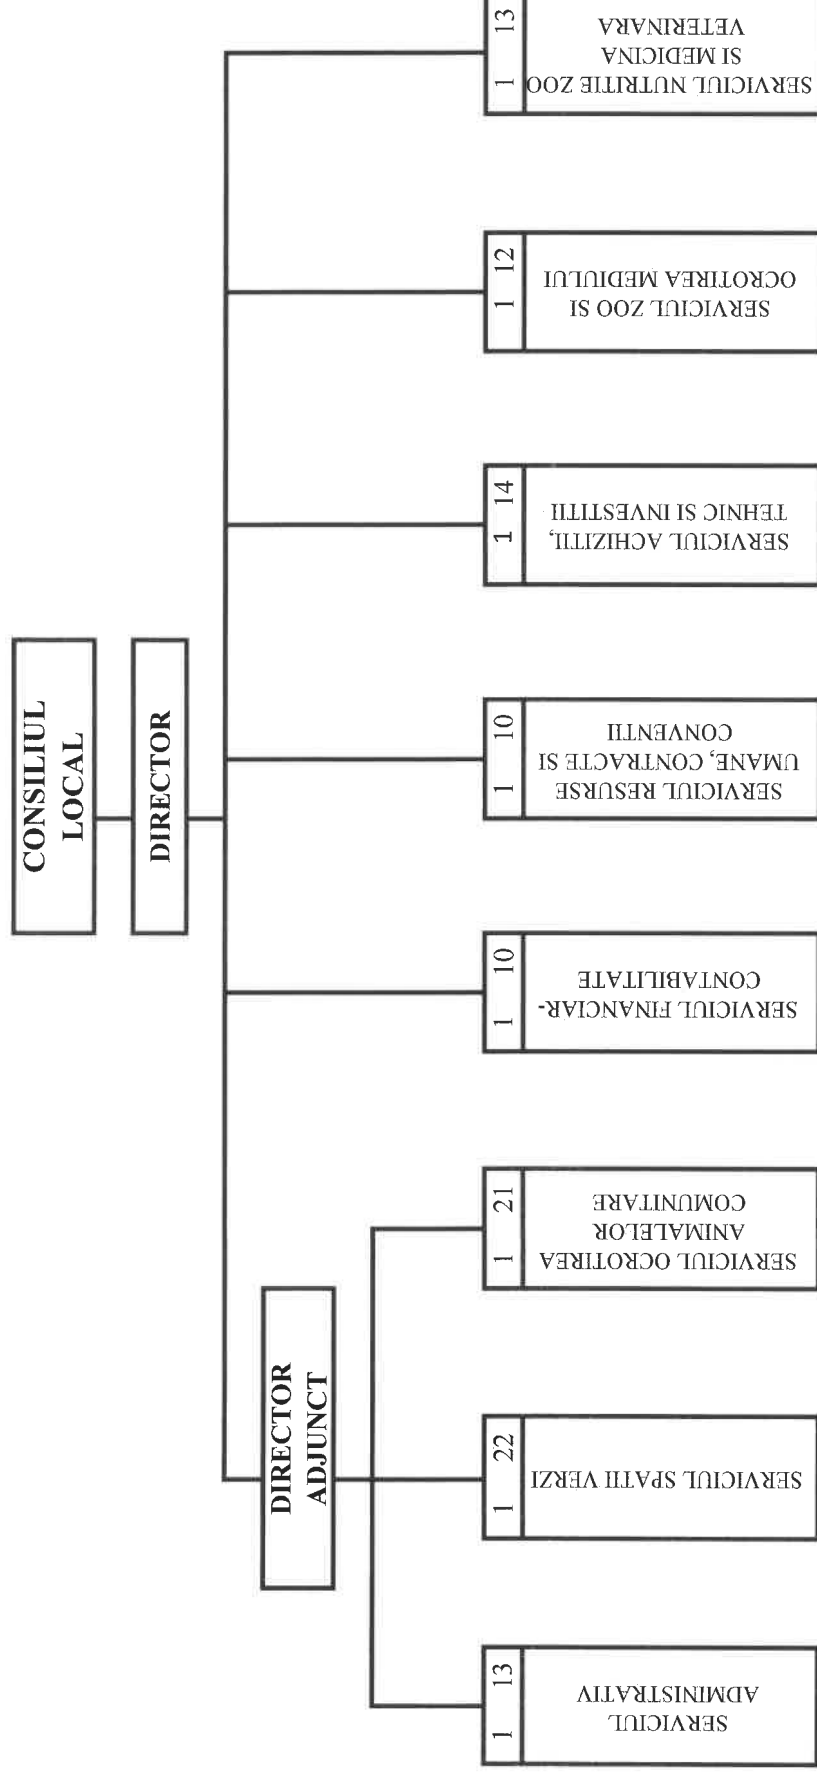 CONSILIUL
LOCAL
DIRECTOR
DIRECTOR
ADJUNCT
1 13
SERVICIUL
ADMINISTRATIV
1 22
SERVICIUL SPATII VERZI
1 21
SERVICIUL OCROTIREA
ANIMALELOR
COMUNITARE
1 10
SERVICIUL FINANCIAR-
CONTABILITATE
1 10
SERVICIUL RESURSE
UMANE, CONTRACTE SI
CONVENTII
1 14
SERVICIUL ACHIZITII,
TEHNIC SI INVESTITII
1 12
SERVICIUL ZOO SI
OCROTIREA MEDIULUI
1 13
SERVICIUL NUTRITIE ZOO
SI MEDICINA
VETERINARA